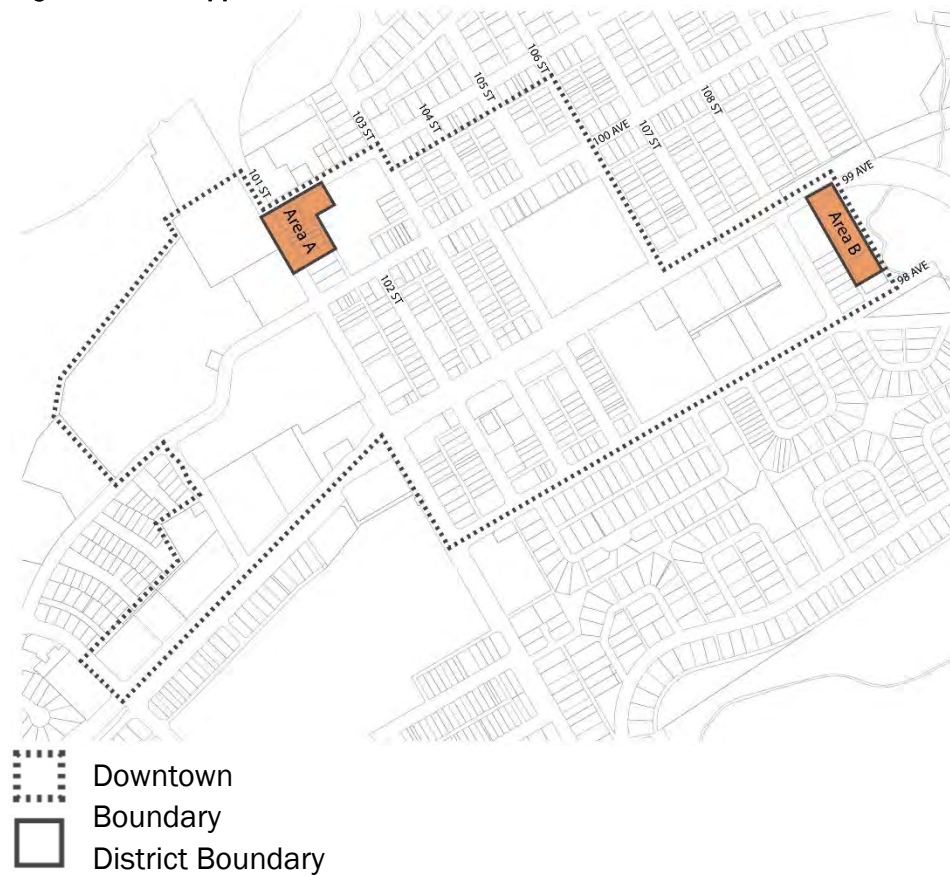 106 ST
105 ST
104 ST
103 ST
108 ST
100 AVE
107 ST
101 ST
99 AVE
Area A
Area B
98 AVE
102 ST
Downtown
Boundary
District Boundary